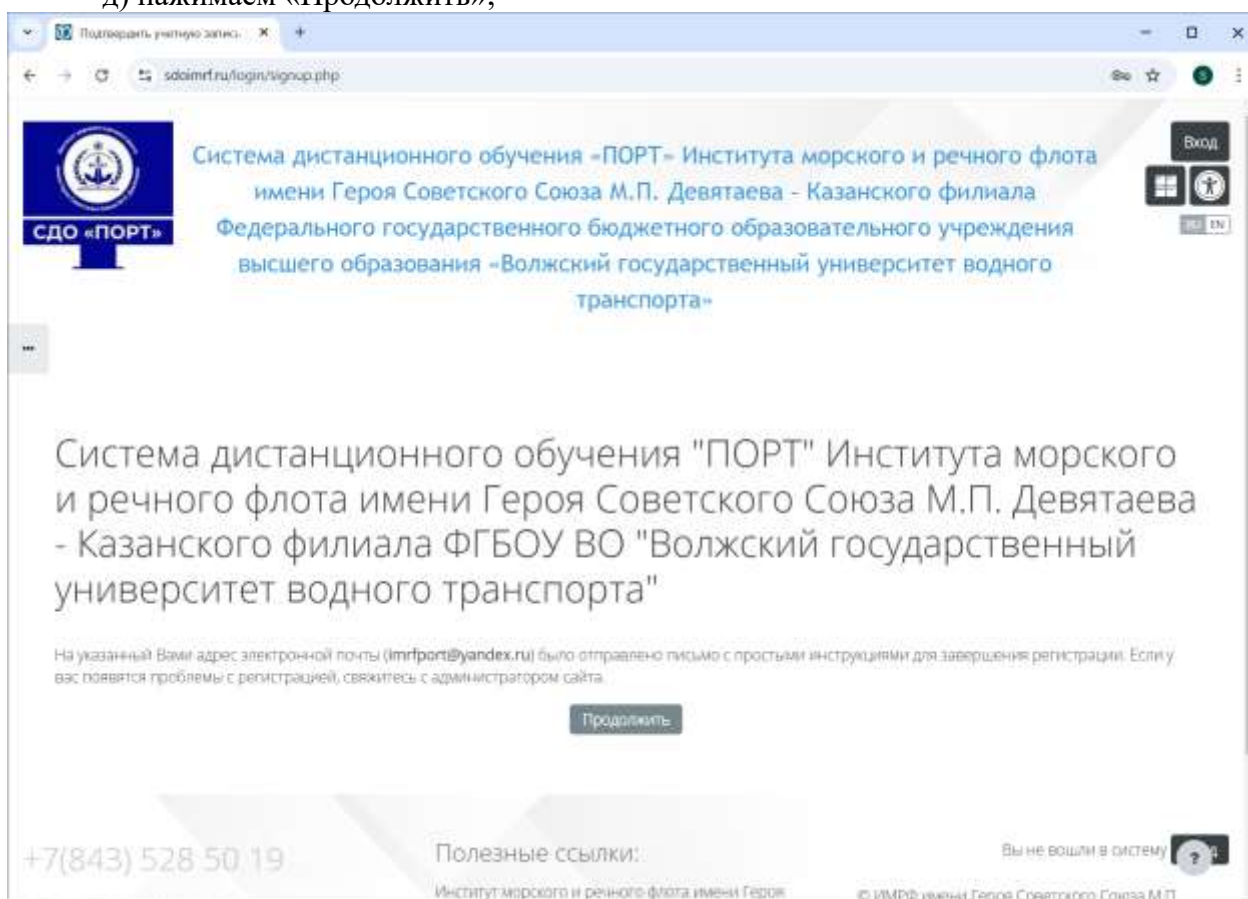 д) нажимаем «Продолжить»;
Подтвердить учетную запись
sdoimrf.ru/login/signup.php
S
СДО «ПОРТ»
Система дистанционного обучения «ПОРТ» Института морского и речного флота
имени Героя Советского Союза М.П. Девятаева - Казанского филиала
Федерального государственного бюджетного образовательного учреждения
высшего образования «Волжский государственный университет водного
транспорта»
Вход
RU EN
Система дистанционного обучения "ПОРТ" Института морского
и речного флота имени Героя Советского Союза М.П. Девятаева
- Казанского филиала ФГБОУ ВО "Волжский государственный
университет водного транспорта"
На указанный Вами адрес электронной почты (imrfport@yandex.ru) было отправлено письмо с простыми инструкциями для завершения регистрации. Если у
вас появятся проблемы с регистрацией, свяжитесь с администратором сайта.
Продолжить
+7(843) 528 50 19
Полезные ссылки:
Институт морского и речного флота имени Героя
Вы не вошли в систему
?
© ИМРФ имени Героя Советского Союза М.П.